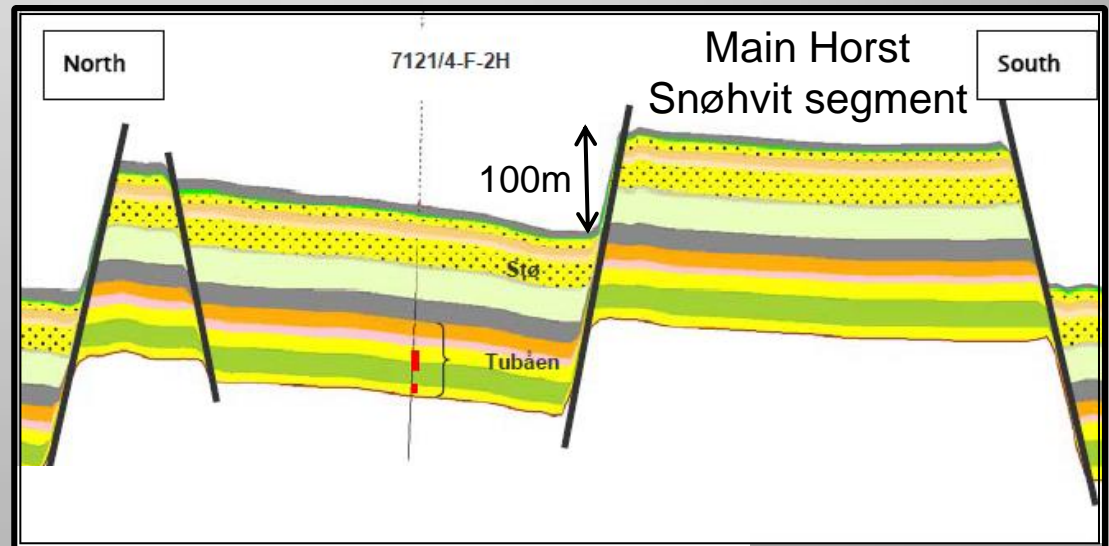 North
7121/4-F-2H
Main Horst
Snøhvit segment
South
100m
Stø
Tubåen